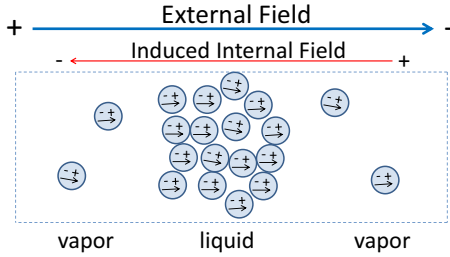 External Field
+ -
Induced Internal Field
- +
- + - + - + - + - +
- + - + - + - + - +
- + - + - + - +
- + - + - + - + - +
- +
vapor liquid vapor